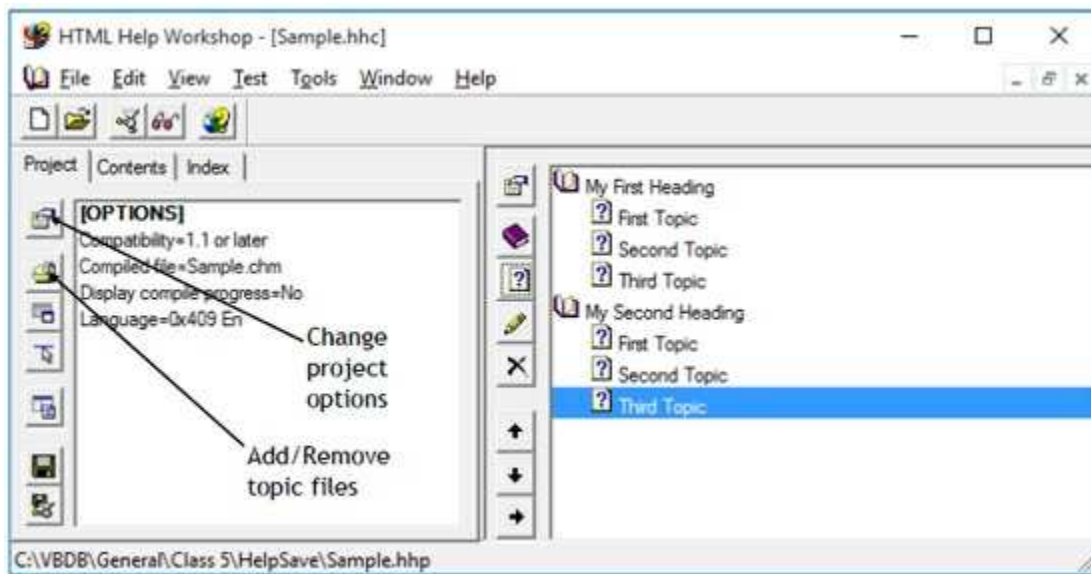 HTML Help Workshop - [Sample.hhc]
File Edit View Test Tools Window Help
Project Contents Index
[OPTIONS]
Compatibility=1.1 or later
Compiled file=Sample.chm
Display compile progress=No
Language=0x409 En
Change
project
options
Add/Remove
topic files
My First Heading
First Topic
Second Topic
Third Topic
My Second Heading
First Topic
Second Topic
Third Topic
C:\VBDB\General\Class 5\HelpSave\Sample.hhp